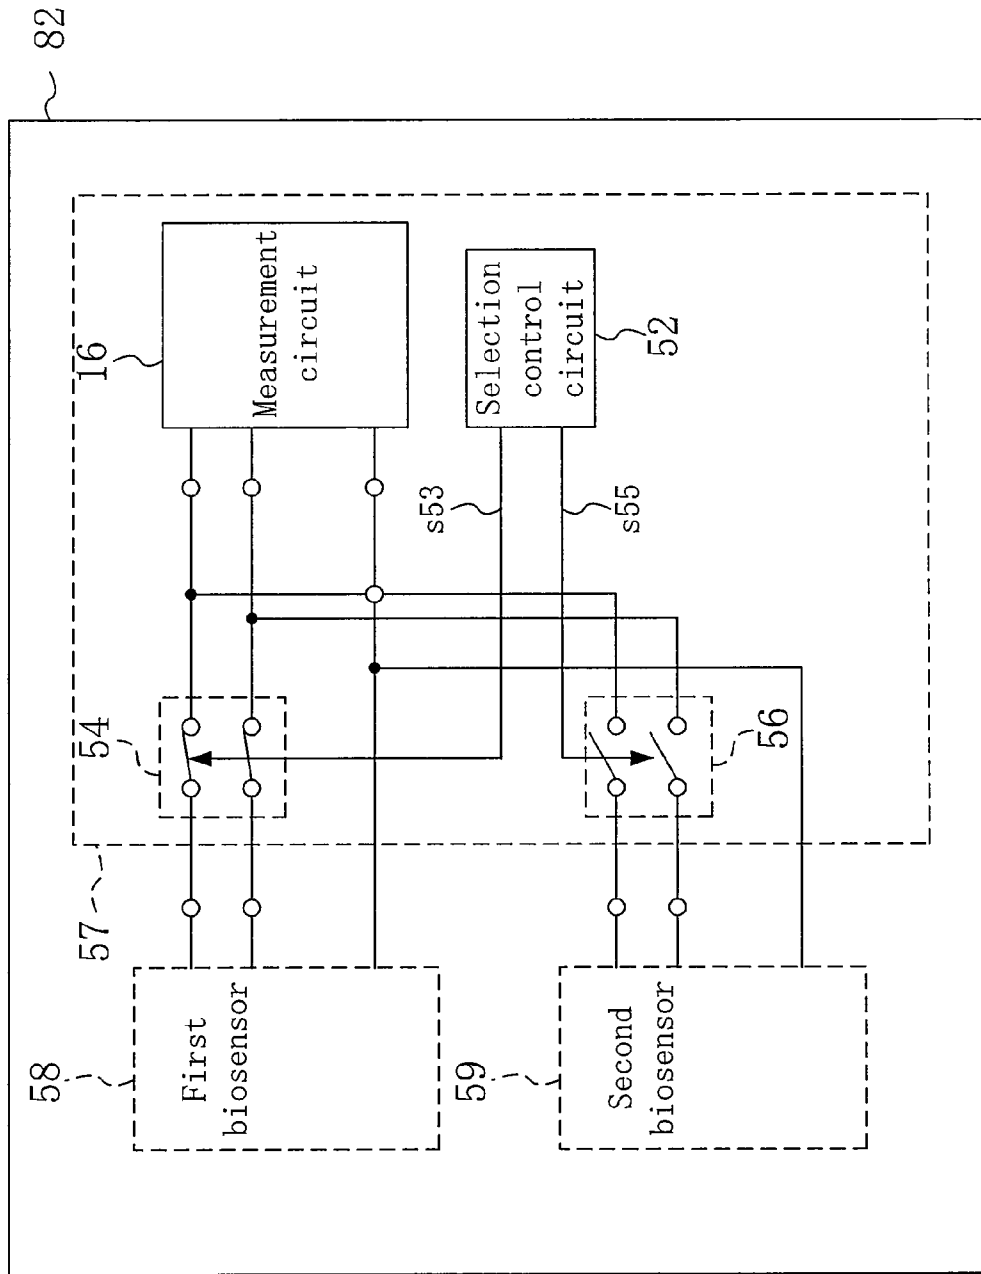 82
57
58
First
biosensor
54
16
Measurement
circuit
s53
s55
Selection
control
circuit
52
59
Second
biosensor
56